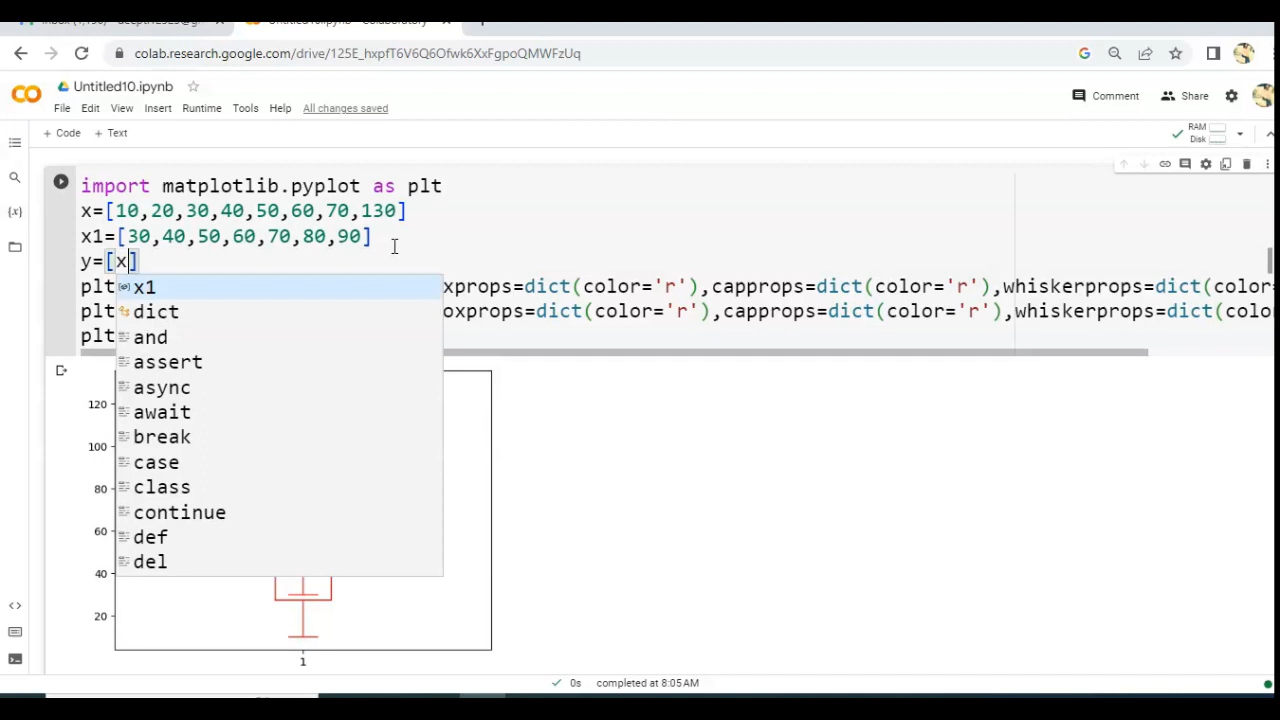 colab.research.google.com/drive/125E_hxpfT6V6Q6Ofwk6XxFgpoQMWFzUq
Untitled10.ipynb
File Edit View Insert Runtime Tools Help All changes saved
Comment Share
+ Code + Text
RAM
Disk
import matplotlib.pyplot as plt
x=[10,20,30,40,50,60,70,130]
x1=[30,40,50,60,70,80,90]
y=[x]
plt xprops=dict(color='r'),capprops=dict(color='r'),whiskerprops=dict(color=
plt oxprops=dict(color='r'),capprops=dict(color='r'),whiskerprops=dict(colo
plt
x1
dict
and
assert
async
await
break
case
class
continue
def
del
120
100
80
60
40
20
1
0s completed at 8:05AM